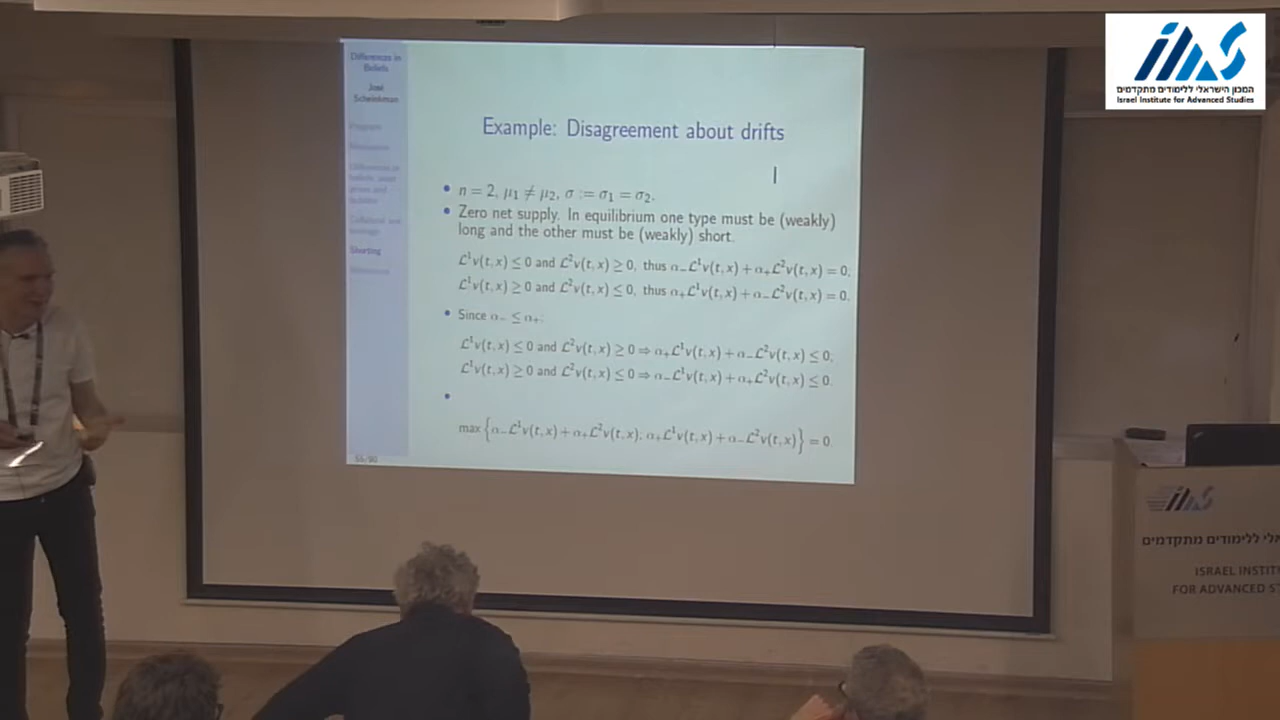 Differences in
Beliefs
José
Scheinkman
Shorting
Example: Disagreement about drifts
• n = 2, μ₁ ≠ μ₂, σ := σ₁ = σ₂.
• Zero net supply. In equilibrium one type must be (weakly)
long and the other must be (weakly) short.
ℒ¹v(t,x) ≤ 0 and ℒ²v(t,x) ≥ 0, thus α₋ℒ¹v(t,x) + α₊ℒ²v(t,x) = 0;
ℒ¹v(t,x) ≥ 0 and ℒ²v(t,x) ≤ 0, thus α₊ℒ¹v(t,x) + α₋ℒ²v(t,x) = 0.
• Since α₋ ≤ α₊:
ℒ¹v(t,x) ≤ 0 and ℒ²v(t,x) ≥ 0 ⇒ α₊ℒ¹v(t,x) + α₋ℒ²v(t,x) ≤ 0;
ℒ¹v(t,x) ≥ 0 and ℒ²v(t,x) ≤ 0 ⇒ α₋ℒ¹v(t,x) + α₊ℒ²v(t,x) ≤ 0.
•
max {α₋ℒ¹v(t,x) + α₊ℒ²v(t,x); α₊ℒ¹v(t,x) + α₋ℒ²v(t,x)} = 0.
המכון הישראלי ללימודים מתקדמים
Israel Institute for Advanced Studies
ללימודים מתקדמים
ISRAEL
FOR ADVANCED